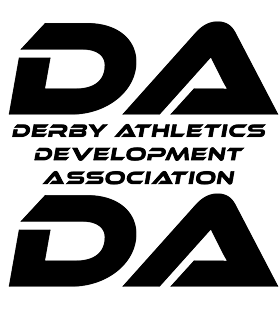 DA
DERBY ATHLETICS
DEVELOPMENT
ASSOCIATION
DA